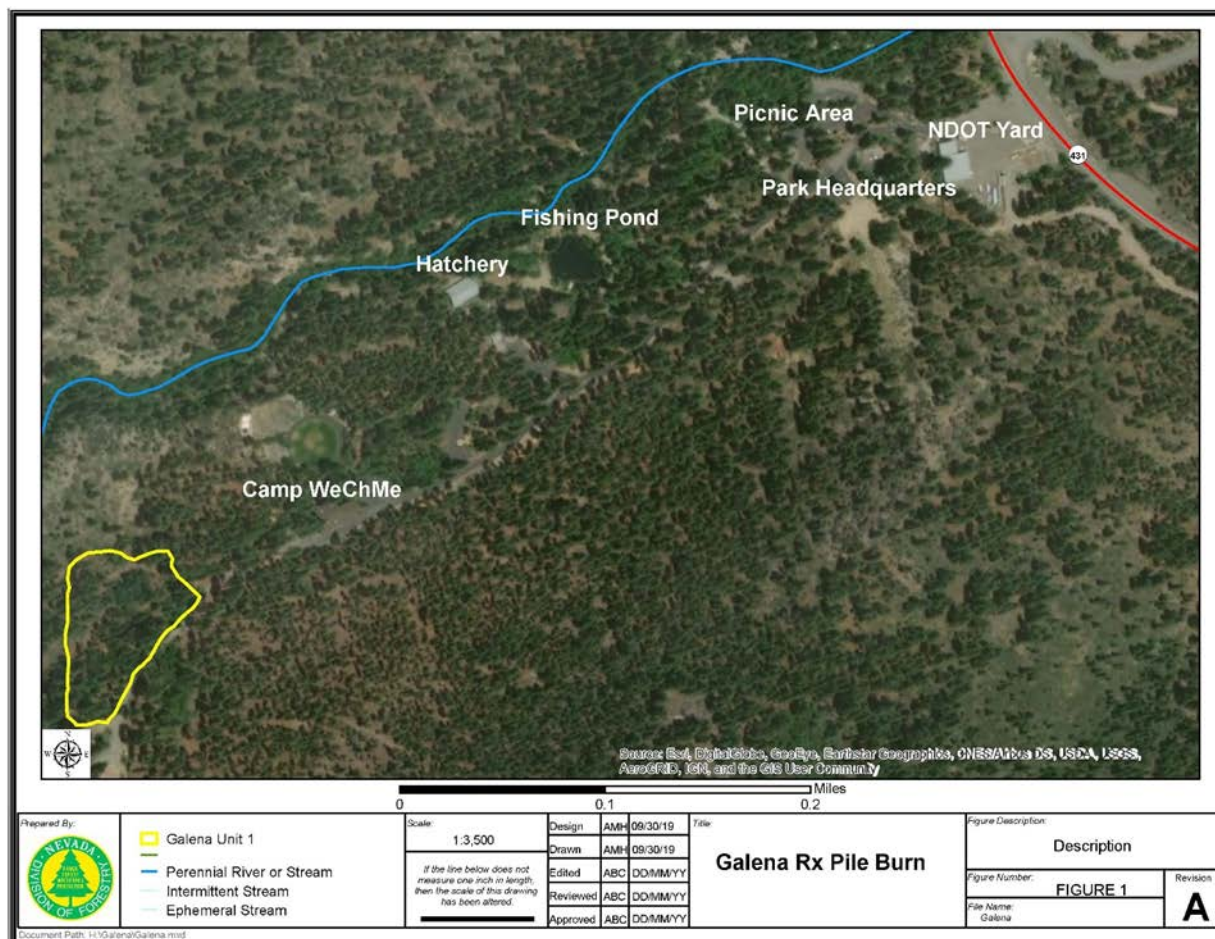 Picnic Area
NDOT Yard
431
Park Headquarters
Fishing Pond
Hatchery
Camp WeChMe
N
W E
S
Source: Esri, DigitalGlobe, GeoEye, Earthstar Geographics, CNES/Airbus DS, USDA, USGS,
AeroGRID, IGN, and the GIS User Community
Miles
0 0.1 0.2
Prepared By:
NEVADA
DIVISION OF FORESTRY
Galena Unit 1
Perennial River or Stream
Intermittent Stream
Ephemeral Stream
Scale:
1:3,500
If the line below does not
measure one inch in length,
then the scale of this drawing
has been altered.
Design AMH 09/30/19
Drawn AMH 09/30/19
Edited ABC DD/MM/YY
Reviewed ABC DD/MM/YY
Approved ABC DD/MM/YY
Title:
Galena Rx Pile Burn
Figure Description:
Description
Figure Number:
FIGURE 1
File Name:
Galena
Revision
A
Document Path: H:\Galena\Galena.mxd